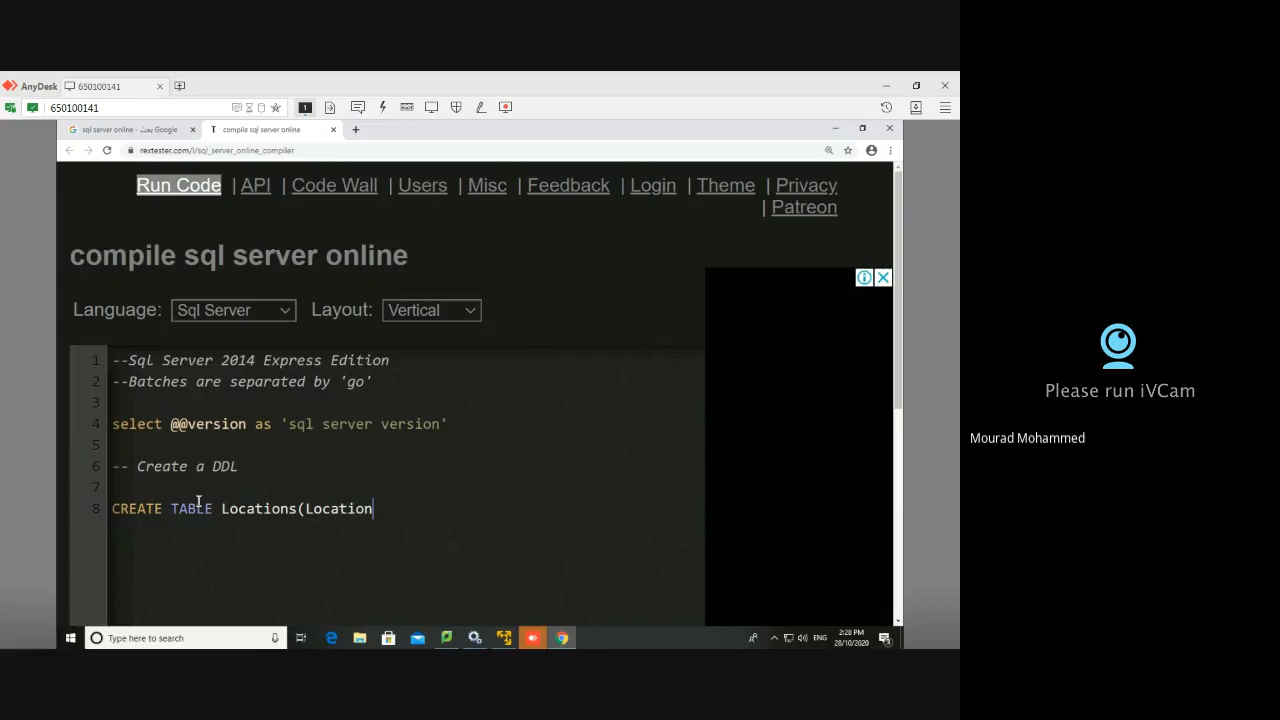 AnyDesk
650100141
650100141
1
sql server online - بحث Google
compile sql server online
rextester.com/l/sql_server_online_compiler
Run Code | API | Code Wall | Users | Misc | Feedback | Login | Theme | Privacy
| Patreon
compile sql server online
Language: Sql Server Layout: Vertical
1 --Sql Server 2014 Express Edition
2 --Batches are separated by 'go'
3
4 select @@version as 'sql server version'
5
6 -- Create a DDL
7
8 CREATE TABLE Locations(Location
Please run iVCam
Mourad Mohammed
Type here to search
ENG
2:28 PM
28/10/2020